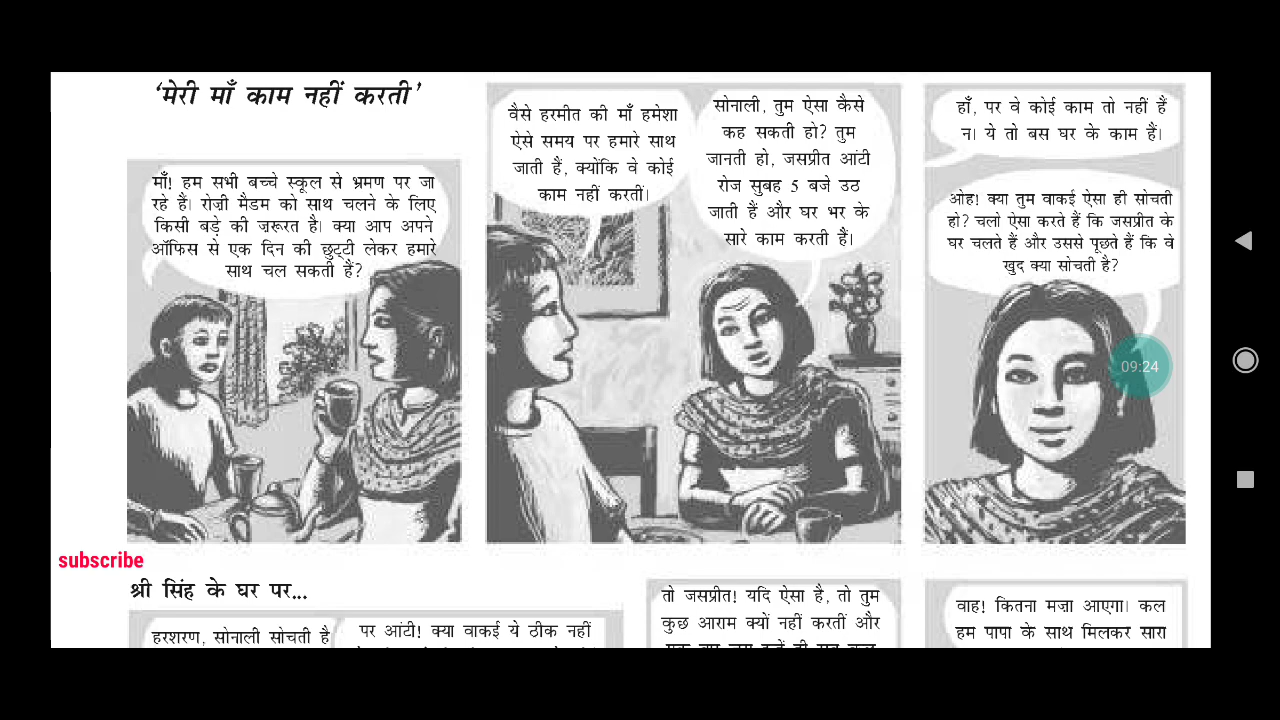 ‘मेरी माँ काम नहीं करती’
माँ! हम सभी बच्चे स्कूल से भ्रमण पर जा
रहे हैं। रोज़ी मैडम को साथ चलने के लिए
किसी बड़े की ज़रूरत है। क्या आप अपने
ऑफिस से एक दिन की छुट्टी लेकर हमारे
साथ चल सकती हैं?
वैसे हरमीत की माँ हमेशा
ऐसे समय पर हमारे साथ
जाती हैं, क्योंकि वे कोई
काम नहीं करतीं।
सोनाली, तुम ऐसा कैसे
कह सकती हो? तुम
जानती हो, जसप्रीत आंटी
रोज सुबह 5 बजे उठ
जाती हैं और घर भर के
सारे काम करती हैं।
हाँ, पर वे कोई काम तो नहीं हैं
न। ये तो बस घर के काम हैं।
ओह! क्या तुम वाकई ऐसा ही सोचती
हो? चलो ऐसा करते हैं कि जसप्रीत के
घर चलते हैं और उससे पूछते हैं कि वे
खुद क्या सोचती है?
09:24
subscribe
श्री सिंह के घर पर...
हरशरण, सोनाली सोचती है
पर आंटी! क्या वाकई ये ठीक नहीं
तो जसप्रीत! यदि ऐसा है, तो तुम
कुछ आराम क्यों नहीं करतीं और
वाह! कितना मज़ा आएगा। कल
हम पापा के साथ मिलकर सारा